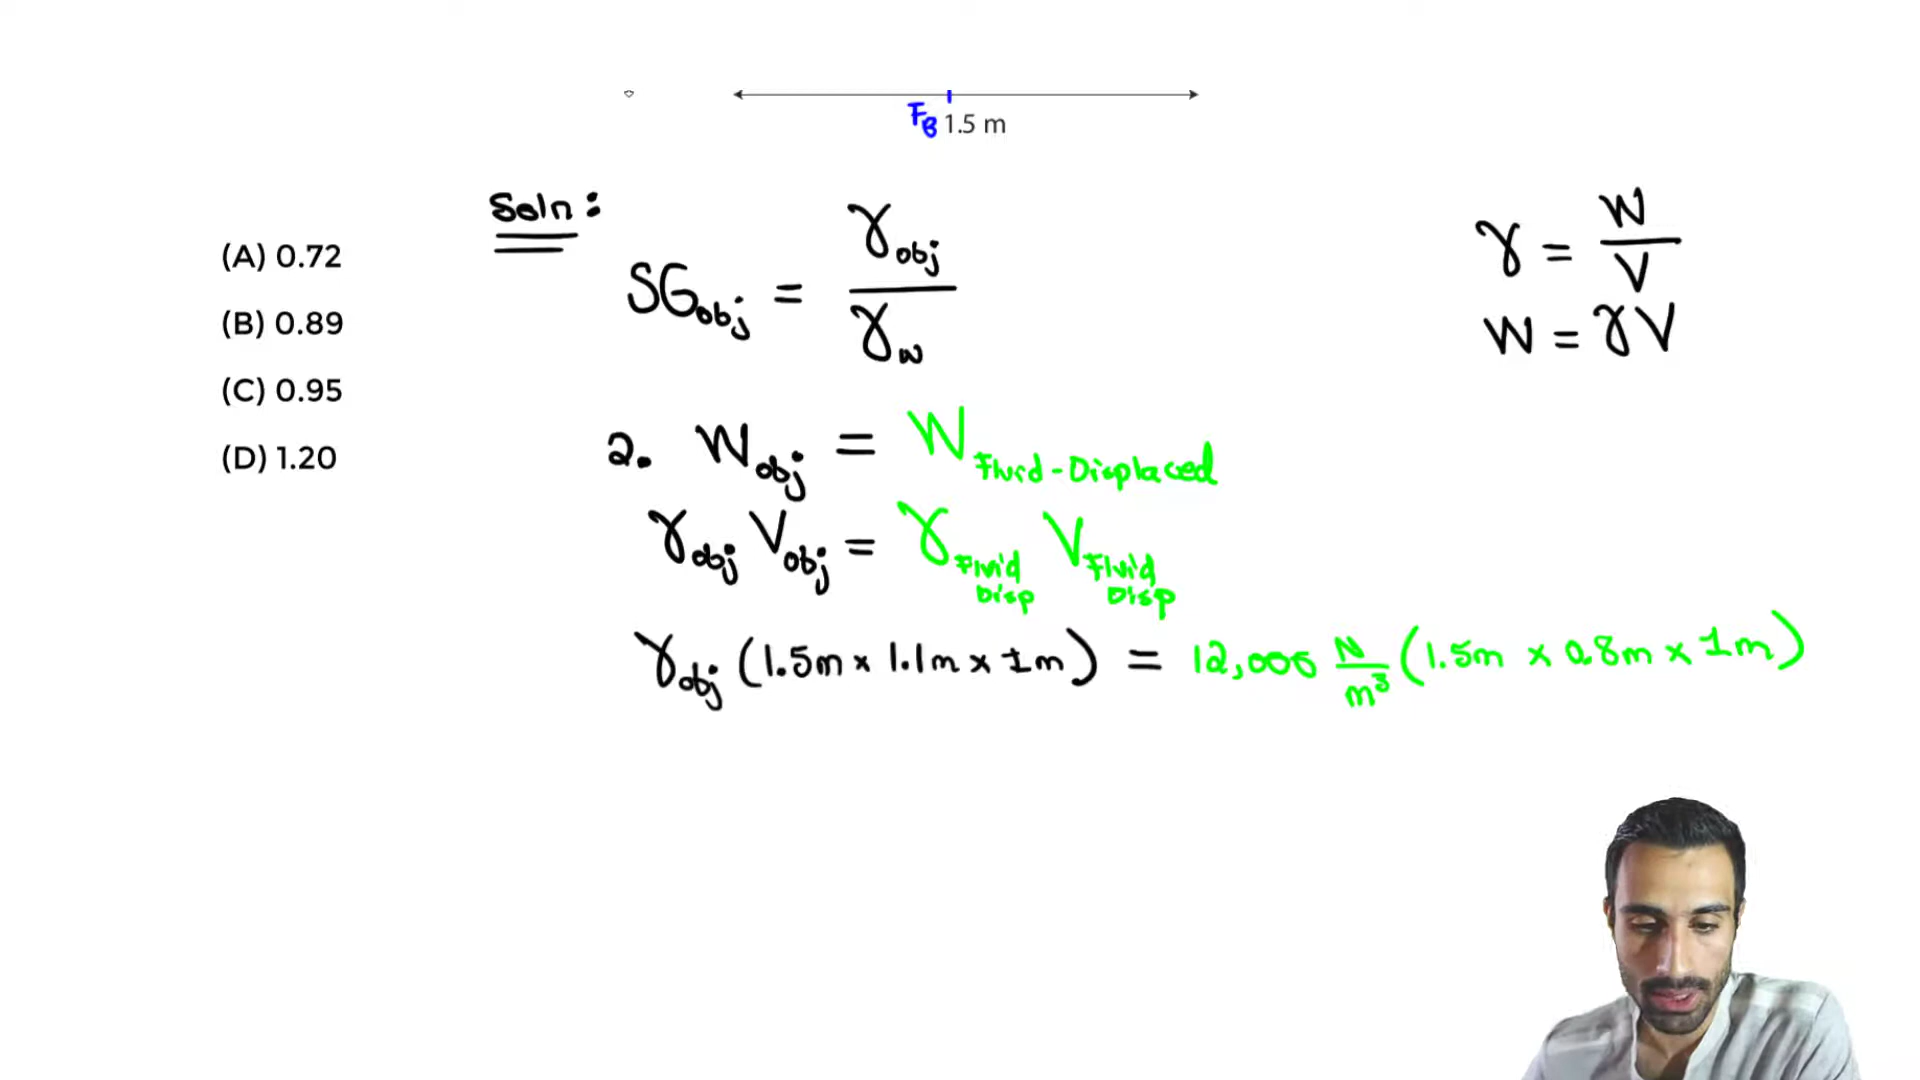 F_B 1.5 m
Soln:
(A) 0.72
(B) 0.89
(C) 0.95
(D) 1.20
SG_obj = γ_obj / γ_w
γ = W / V
W = γ V
2. W_obj = W_Fluid-Displaced
γ_obj V_obj = γ_Fluid Disp V_Fluid Disp
γ_obj (1.5m × 1.1m × 1m) = 12,000 N/m³ (1.5m × 0.8m × 1m)